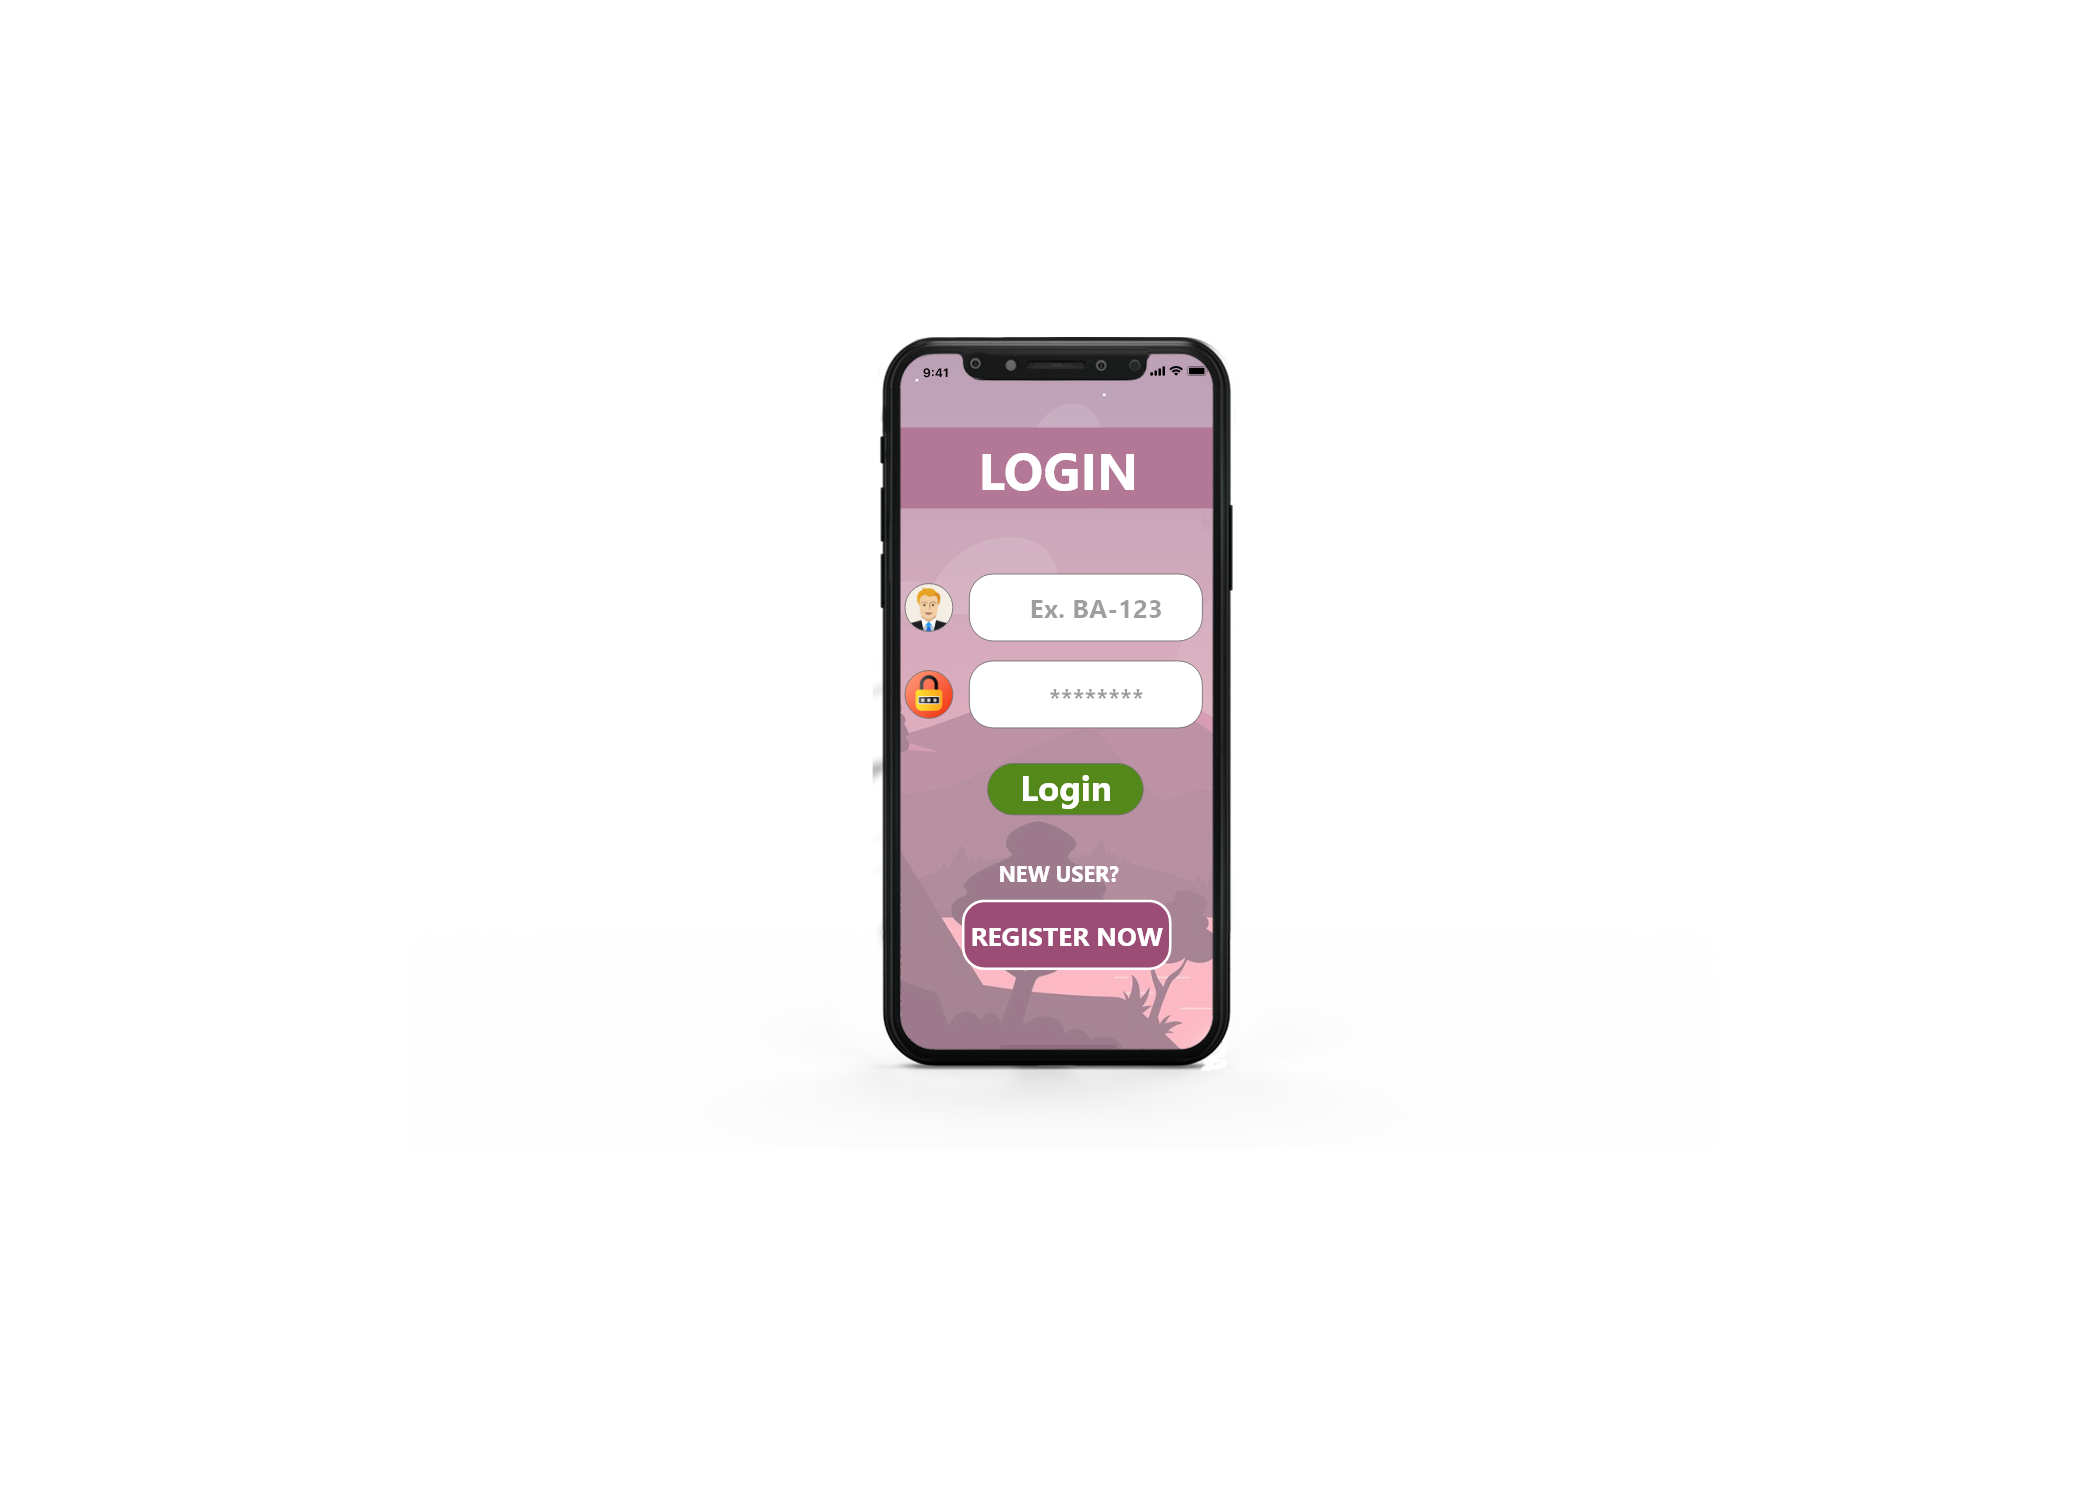 9:41
LOGIN
Ex. BA-123
********
Login
NEW USER?
REGISTER NOW